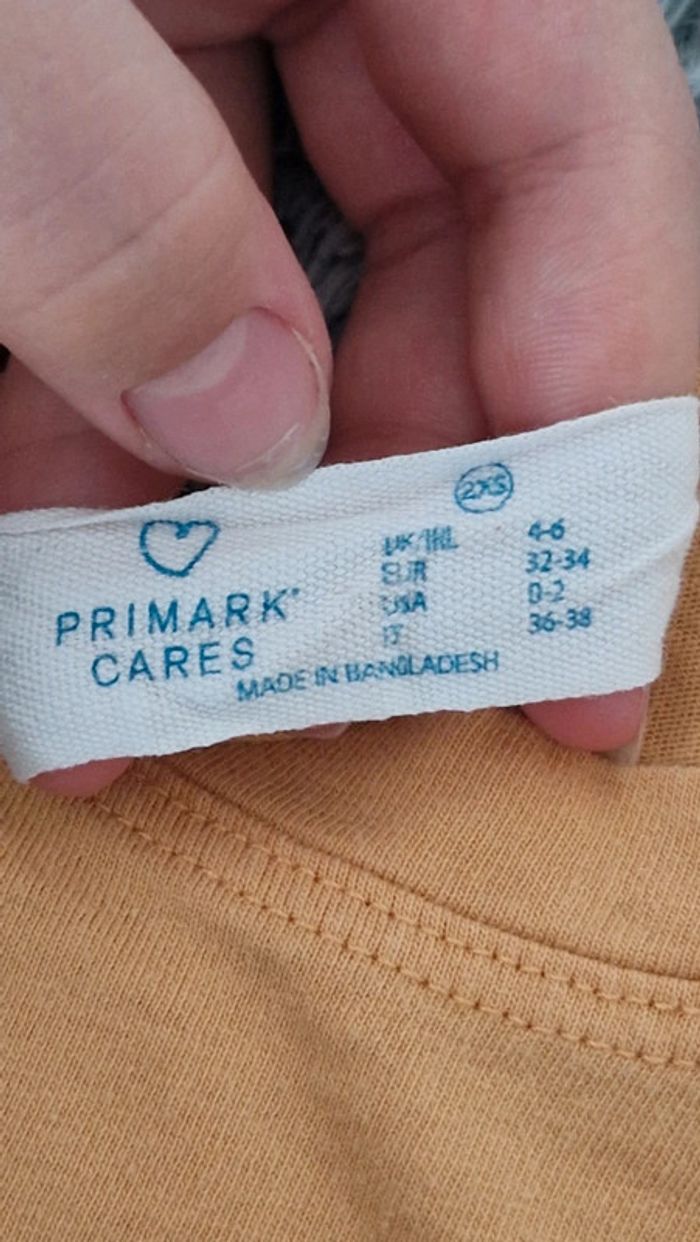 PRIMARK®
CARES
2XS
UK/IRL 4-6
EUR 32-34
USA 0-2
IT 36-38
MADE IN BANGLADESH